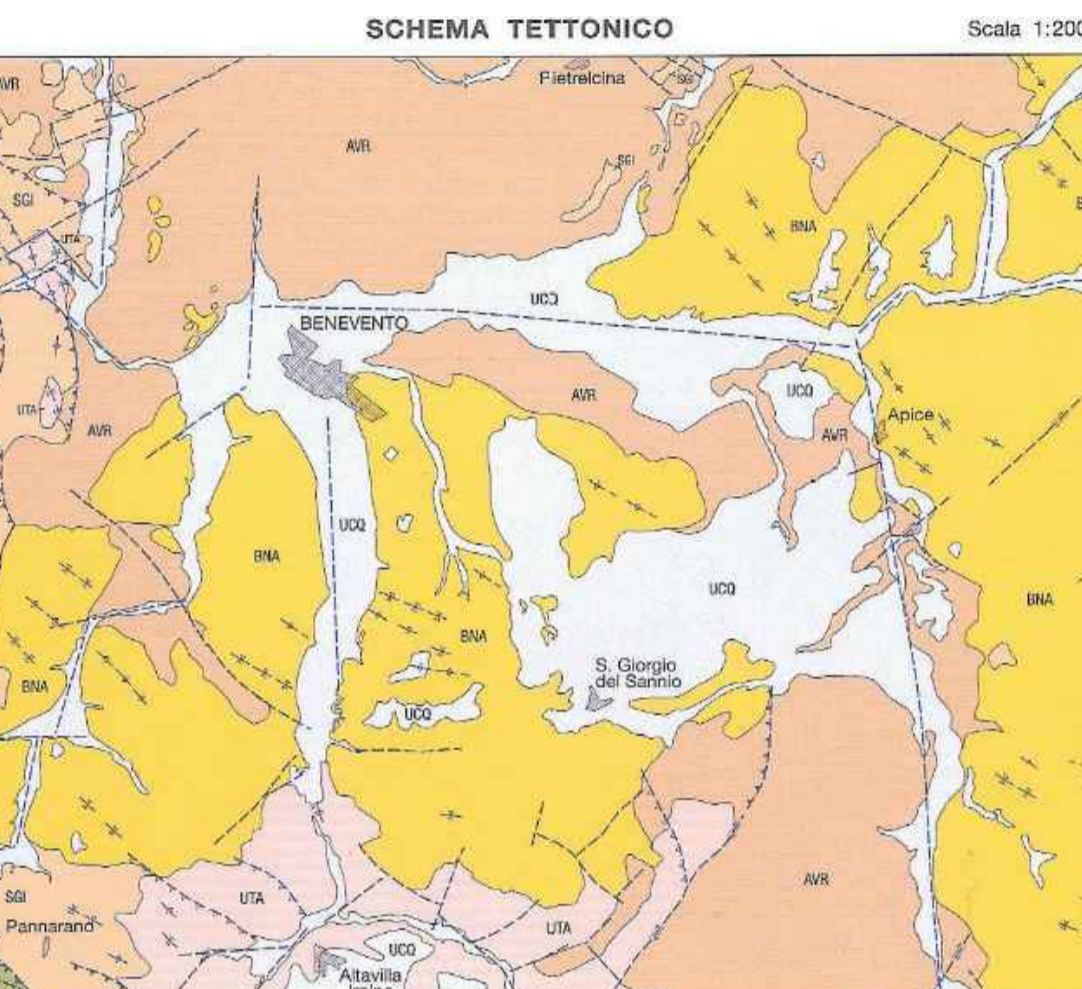 SCHEMA TETTONICO
Scala 1:200
AVR
Pietrelcina
SGI
AVR
SGI
SGI
BNA
UTA
UCQ
BENEVENTO
UCQ
AVR
UTA
Apice
AVR
AVR
UCQ
BNA
UCQ
BNA
BNA
S. Giorgio
del Sannio
BNA
UCQ
AVR
SGI
UTA
Pannarano
UTA
UCQ
Altavilla